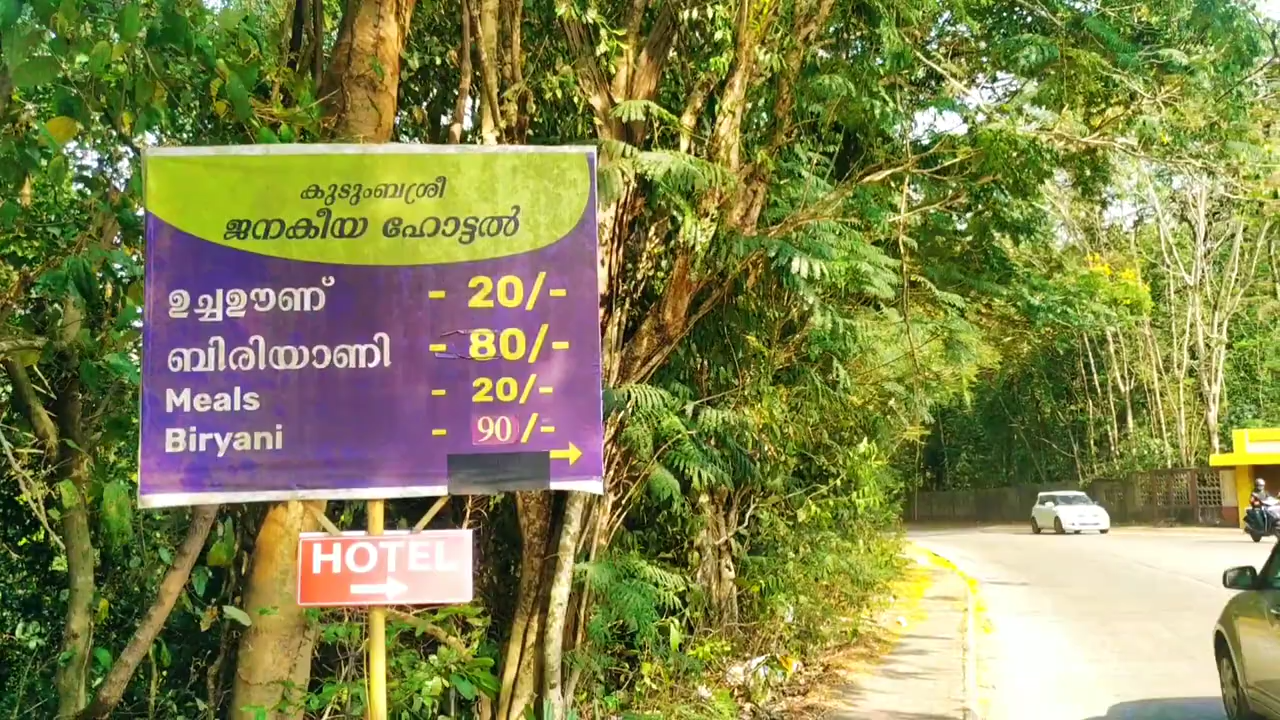 കുടുംബശ്രീ
ജനകീയ ഹോട്ടൽ
ഉച്ചഊണ് - 20/-
ബിരിയാണി - 80/-
Meals - 20/-
Biryani - 90/-
HOTEL